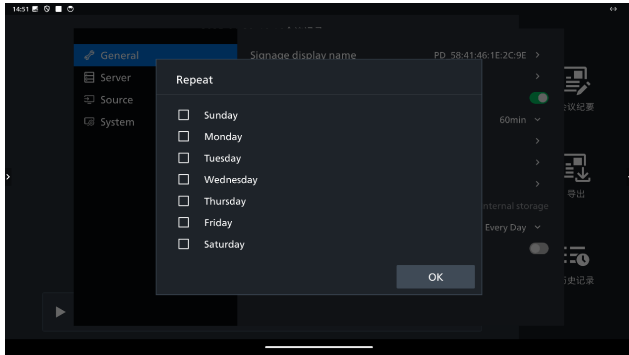 14:51
General
Signage display name
PD_58:41:46:1E:2C:9E
Server
Source
System
60min
Internal storage
Every Day
Repeat
Sunday
Monday
Tuesday
Wednesday
Thursday
Friday
Saturday
OK
会议纪要
导出
历史记录